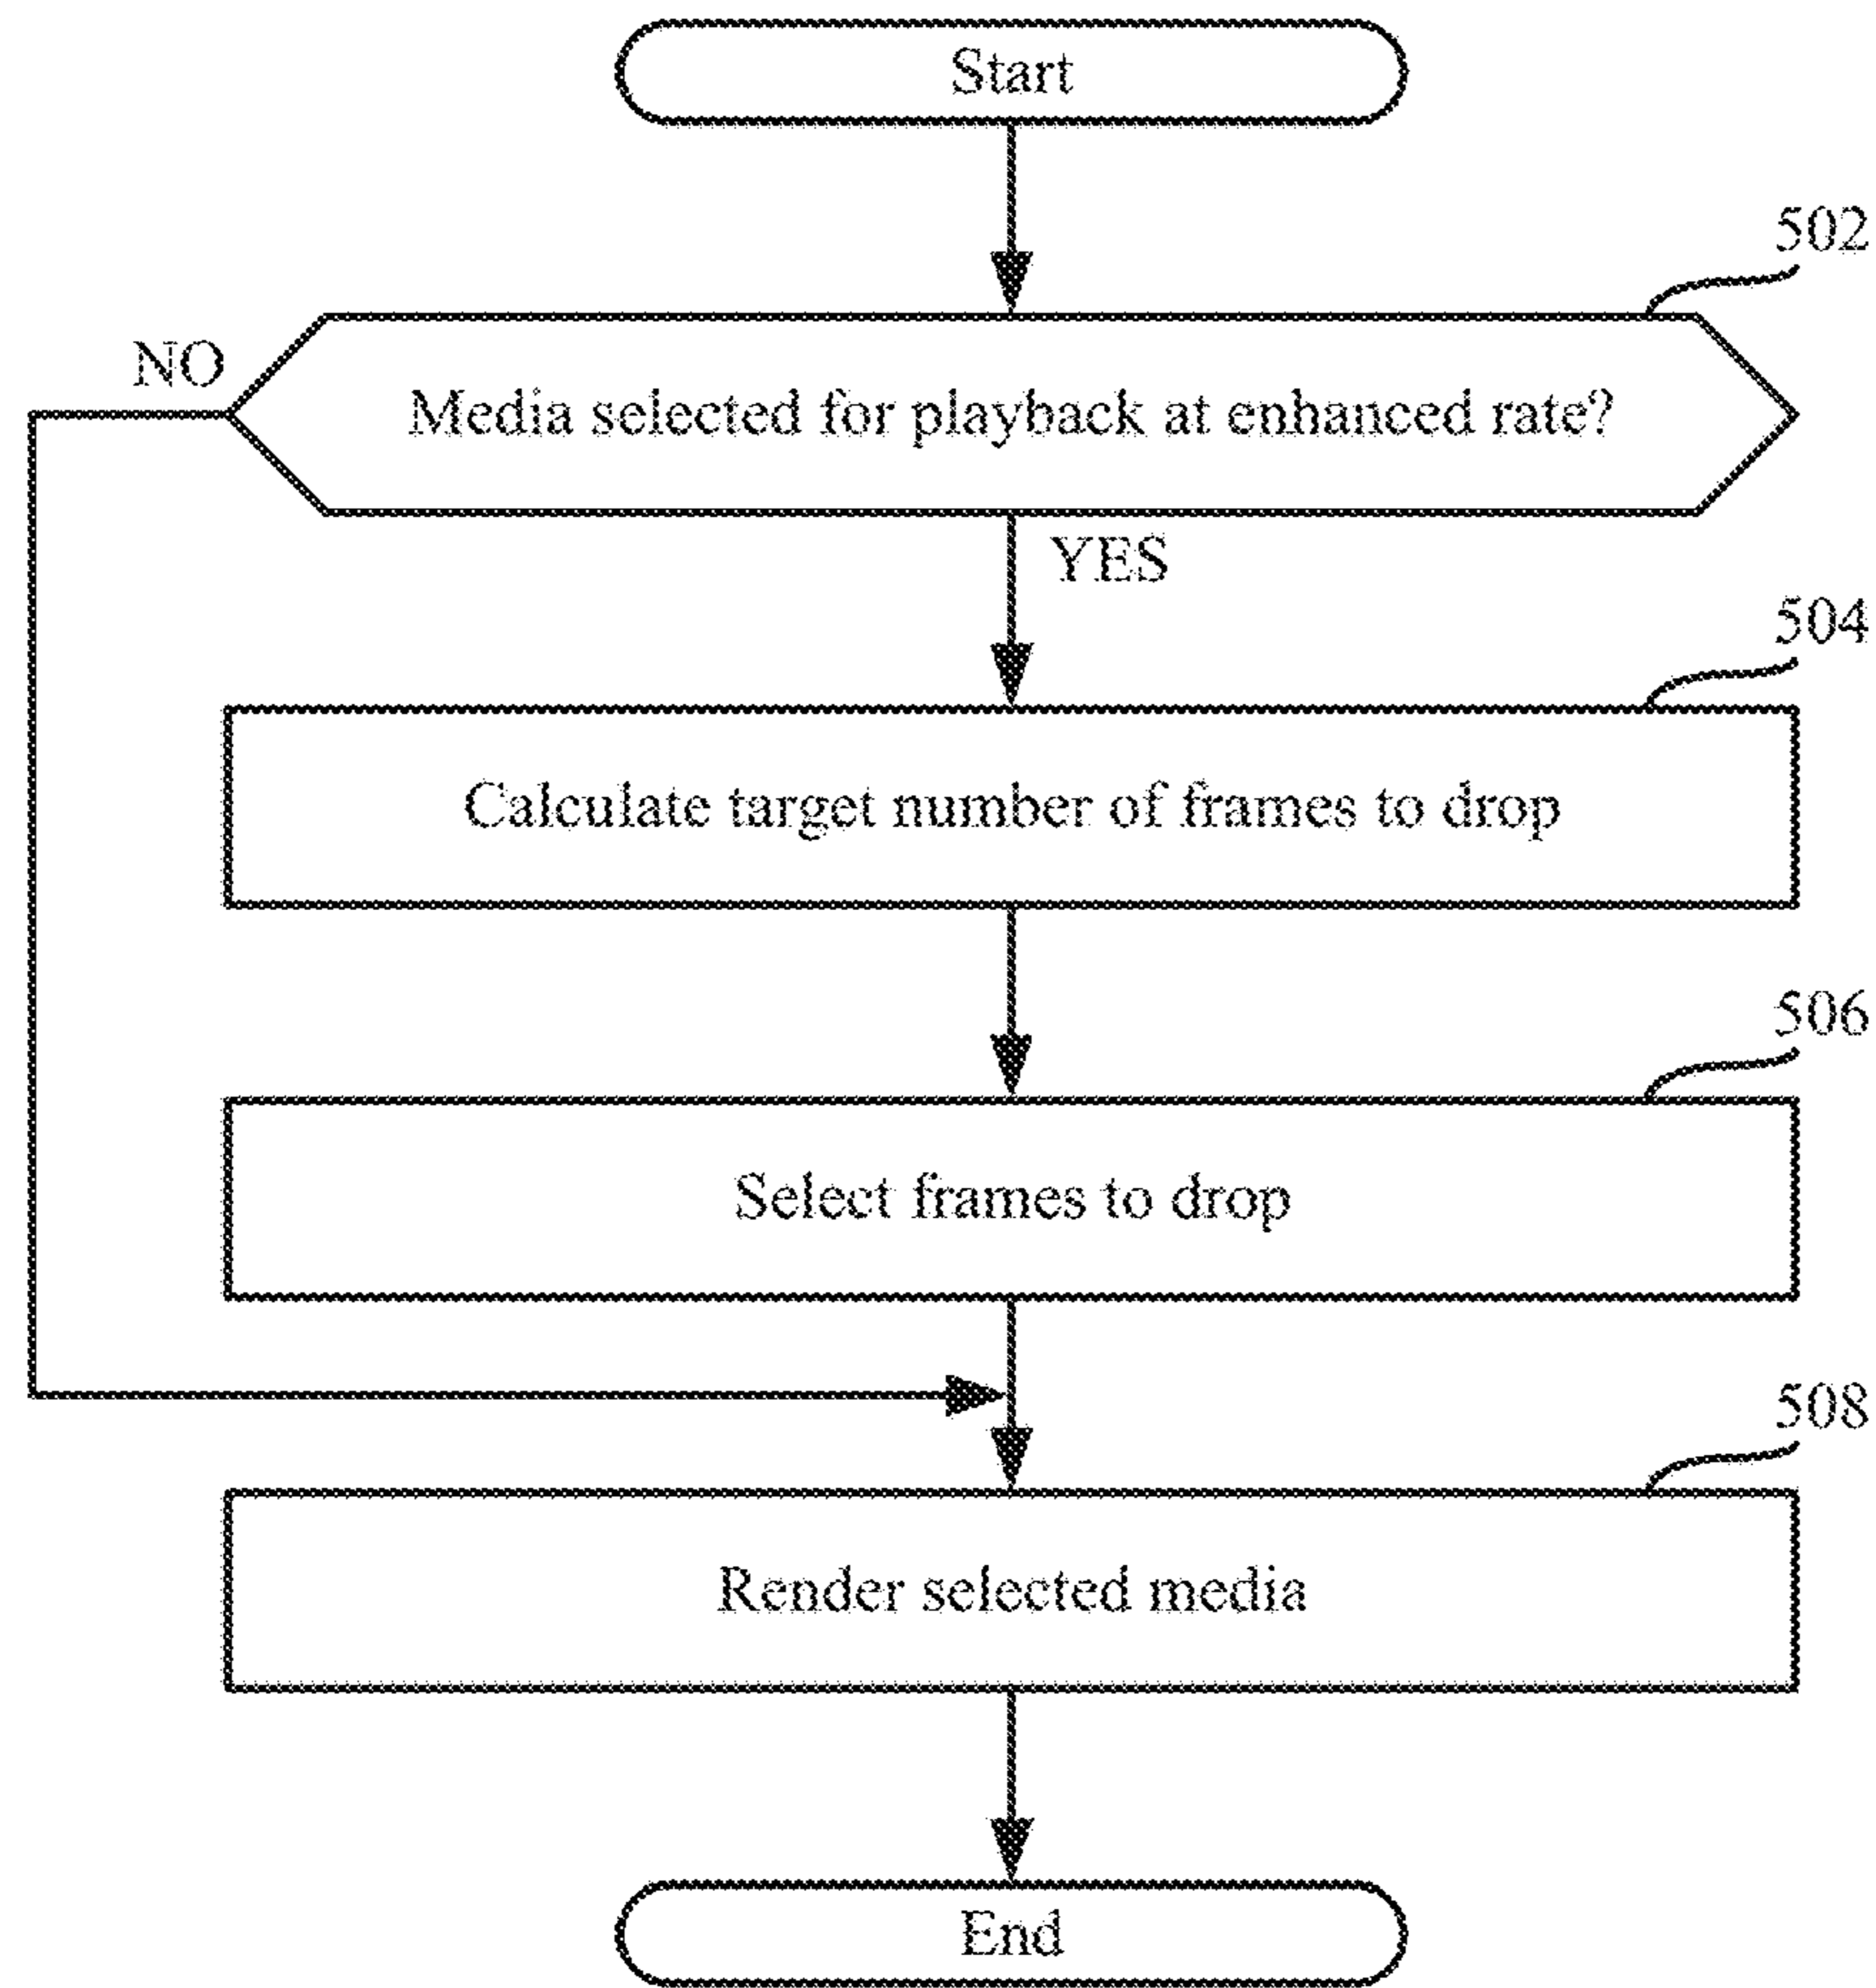 Start
502
NO
Media selected for playback at enhanced rate?
YES
504
Calculate target number of frames to drop
506
Select frames to drop
508
Render selected media
End